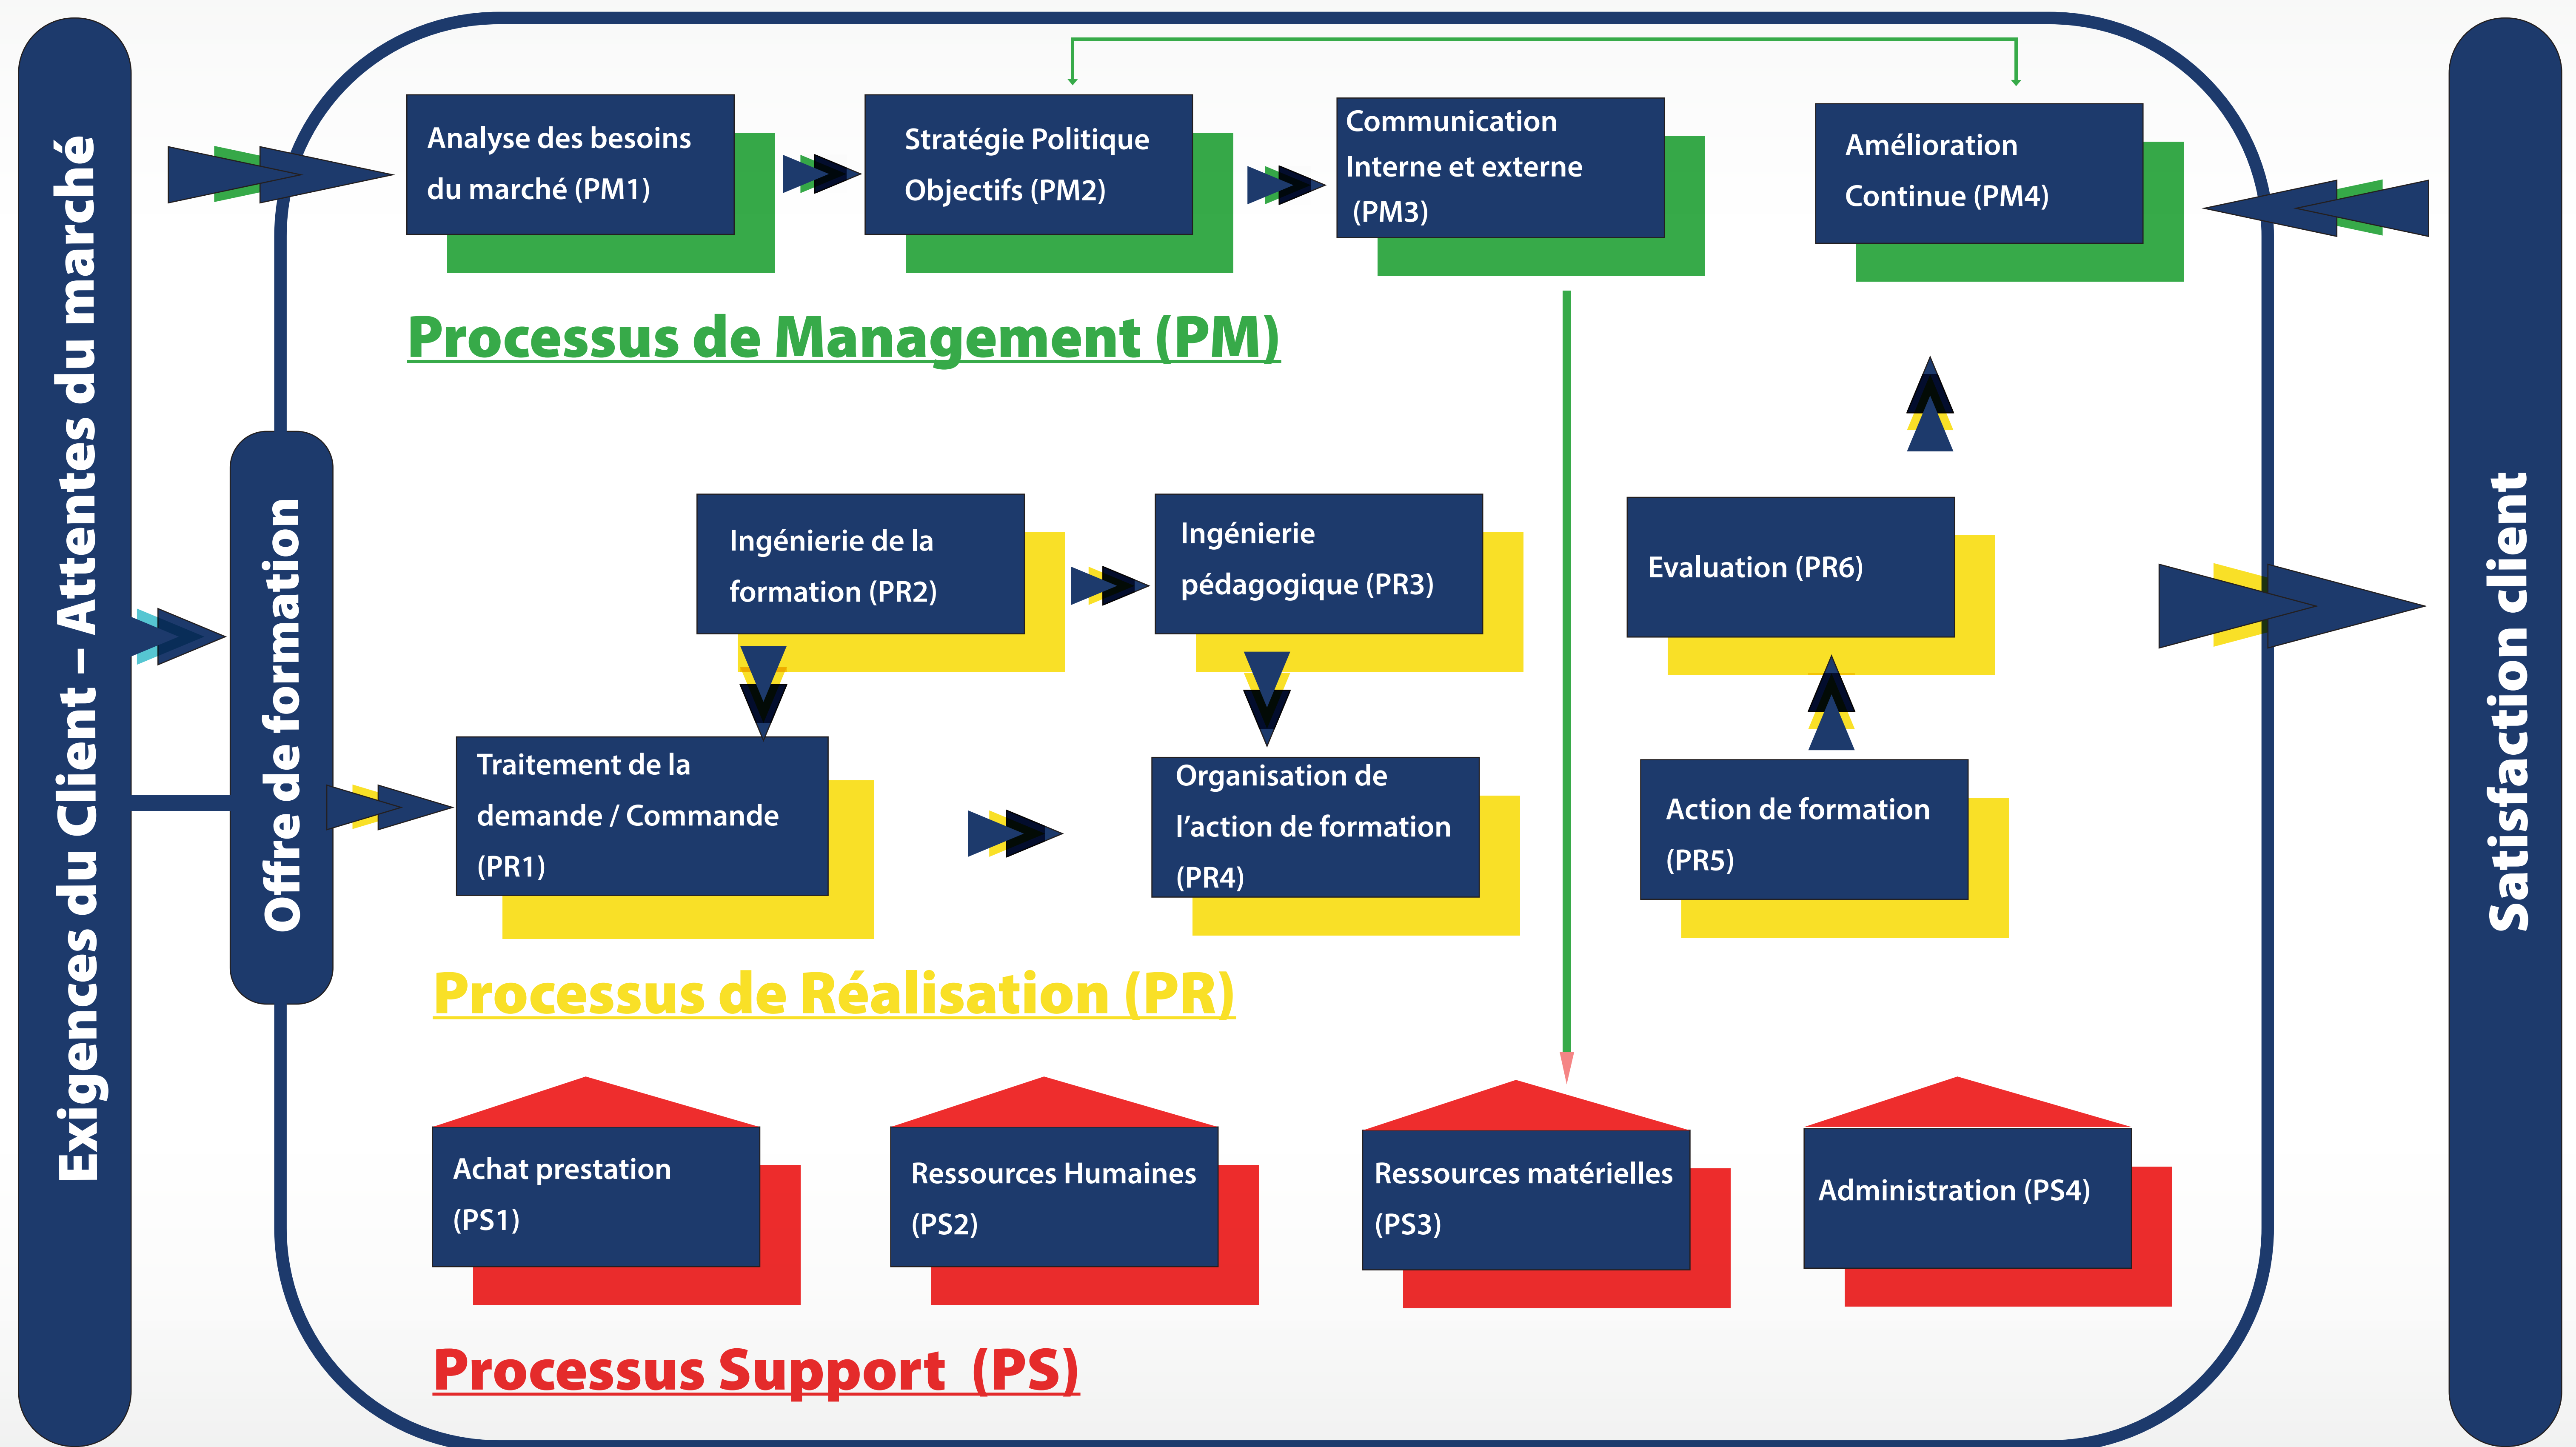 Exigences du Client – Attentes du marché
Offre de formation
Analyse des besoins
du marché (PM1)
Stratégie Politique
Objectifs (PM2)
Communication
Interne et externe
(PM3)
Amélioration
Continue (PM4)
Processus de Management (PM)
Ingénierie de la
formation (PR2)
Ingénierie
pédagogique (PR3)
Evaluation (PR6)
Traitement de la
demande / Commande
(PR1)
Organisation de
l’action de formation
(PR4)
Action de formation
(PR5)
Processus de Réalisation (PR)
Achat prestation
(PS1)
Ressources Humaines
(PS2)
Ressources matérielles
(PS3)
Administration (PS4)
Processus Support  (PS)
Satisfaction client